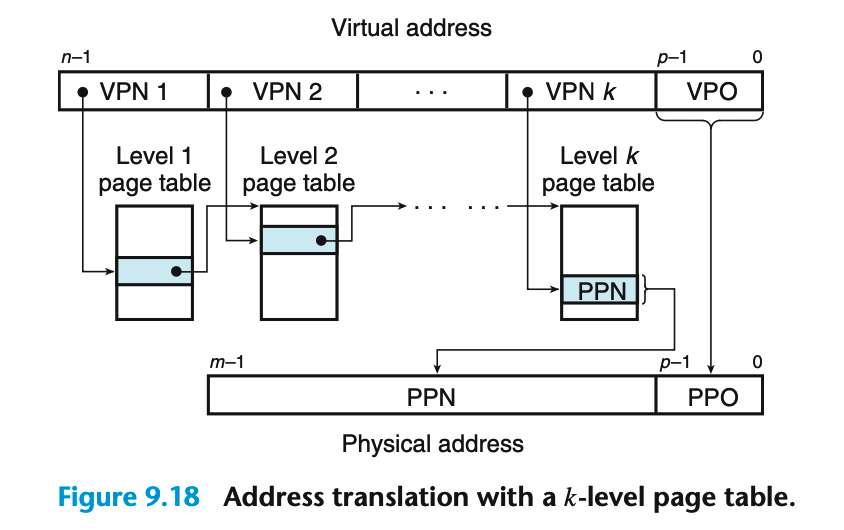 Virtual address
n–1 p–1 0
VPN 1 VPN 2 · · · VPN k VPO
Level 1 Level 2 Level k
page table page table page table
· · · · · ·
PPN
m–1 p–1 0
PPN PPO
Physical address
Figure 9.18 Address translation with a k-level page table.